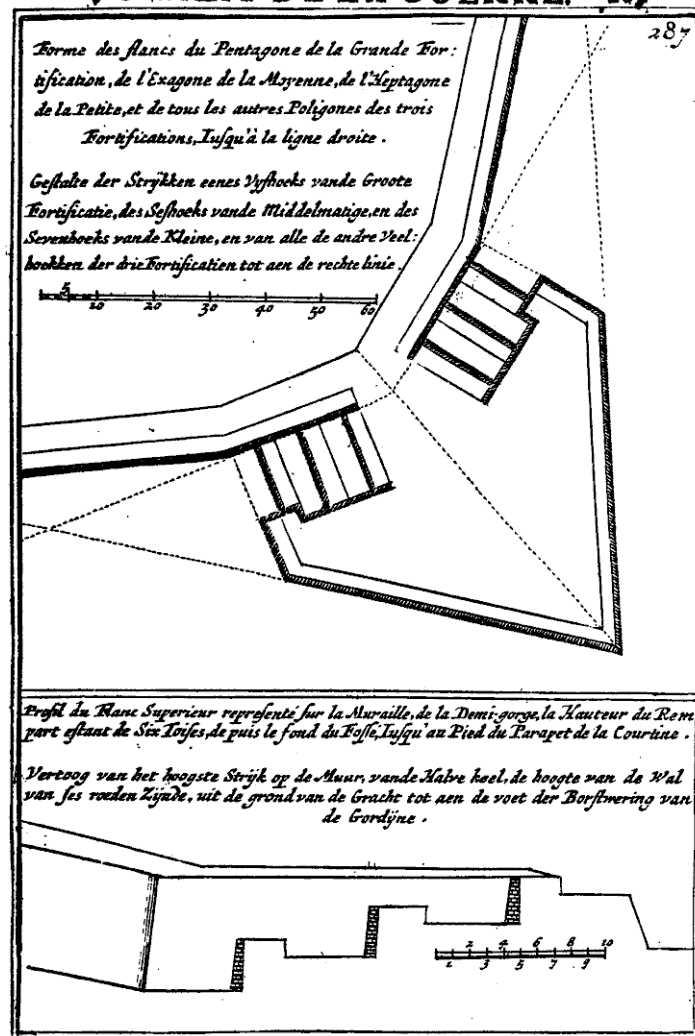 287
Forme des flancs du Pentagone de la Grande For:
tification, de l'Exagone de la Moyenne, de l'Heptagone
de la Petite, et de tous les autres Poligones des trois
Fortifications, Iusqu'à la ligne droite.
Gestalte der Strÿkken eenes Vyfhoeks vande Groote
Fortificatie, des Seshoeks vande Middelmatige, en des
Sevenhoeks vande Kleine, en van alle de andre Veel:
hoekken der drie Fortificatien tot aen de rechte linie.
5 10 20 30 40 50 60
Profil du Flanc Superieur representé sur la Muraille, de la Demi-gorge, la Hauteur du Rem
part estant de Six Toises, de puis le fond du Fossé, Iusqu'au Pied du Parapet de la Courtine.
Vertoog van het hoogste Strÿk op de Muur, vande Halve keel, de hoogte van de Wal
van ses roeden Zÿnde, uit de grond van de Gracht tot aen de voet der Borstwering van
de Gordÿne.
2 4 6 8 10
1 3 5 7 9